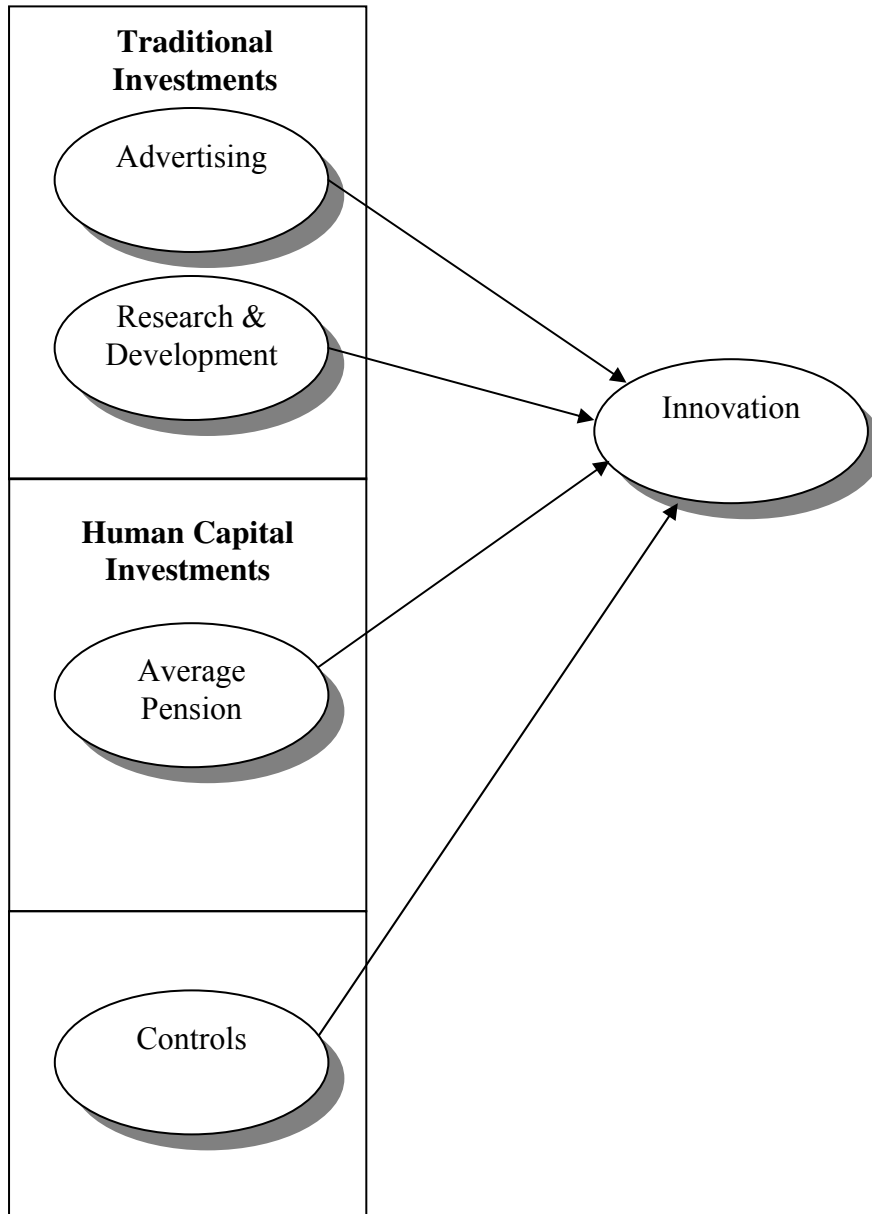 Traditional
Investments
Advertising
Research &
Development
Innovation
Human Capital
Investments
Average
Pension
Controls